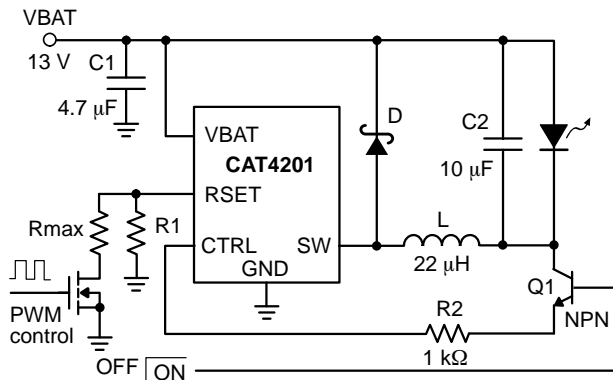 VBAT
13 V
C1
4.7 μF
D
C2
10 μF
VBAT
CAT4201
RSET
CTRL
SW
GND
Rmax
R1
L
22 μH
Q1
NPN
PWM
control
R2
1 kΩ
OFF ON